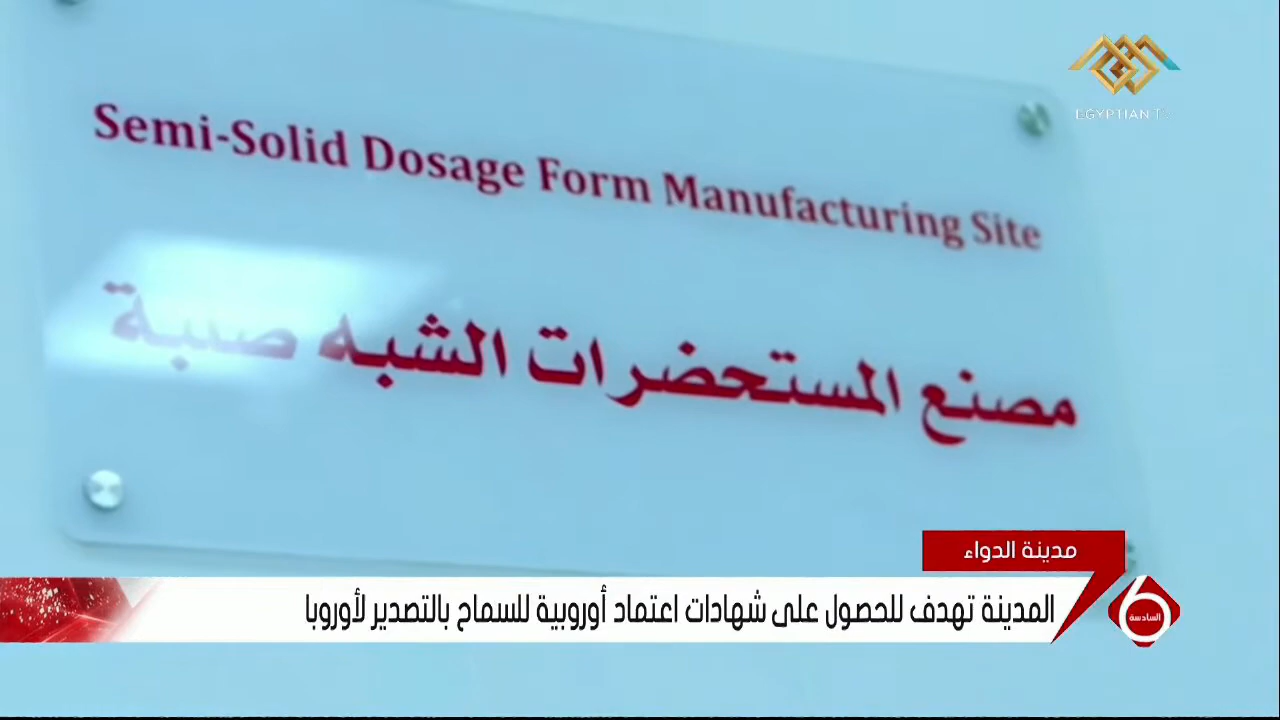 EGYPTIAN T
Semi-Solid Dosage Form Manufacturing Site
مصنع المستحضرات الشبه صلبة
مدينة الدواء
المدينة تهدف للحصول على شهادات اعتماد أوروبية للسماح بالتصدير لأوروبا
6
السادسة